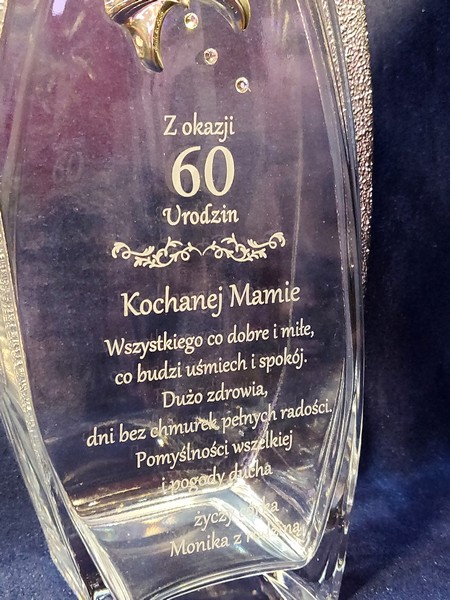 Z okazji
60
Urodzin
Kochanej Mamie
Wszystkiego co dobre i miłe,
co budzi uśmiech i spokój.
Dużo zdrowia,
dni bez chmurek pełnych radości.
Pomyślności wszelkiej
i pogody ducha
życzy
Monika z